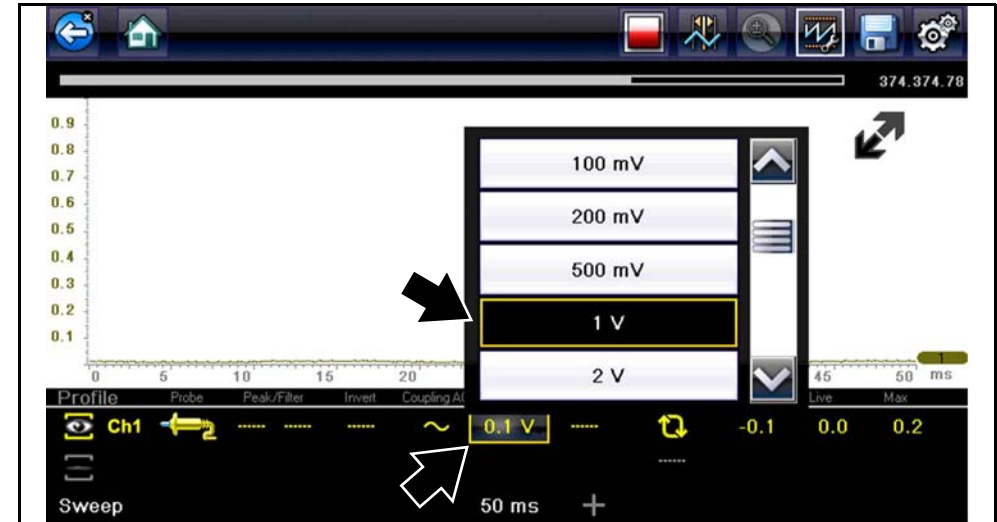 374.374.78
0.9
0.8
0.7
0.6
0.5
0.4
0.3
0.2
0.1
100 mV
200 mV
500 mV
1 V
2 V
0 5 10 15 20 45 50 ms
1
Profile Probe Peak/Filter Invert Coupling AC Live Max
Ch1 ------ ------ ------ 0.1 V ------ -0.1 0.0 0.2
------
Sweep 50 ms +